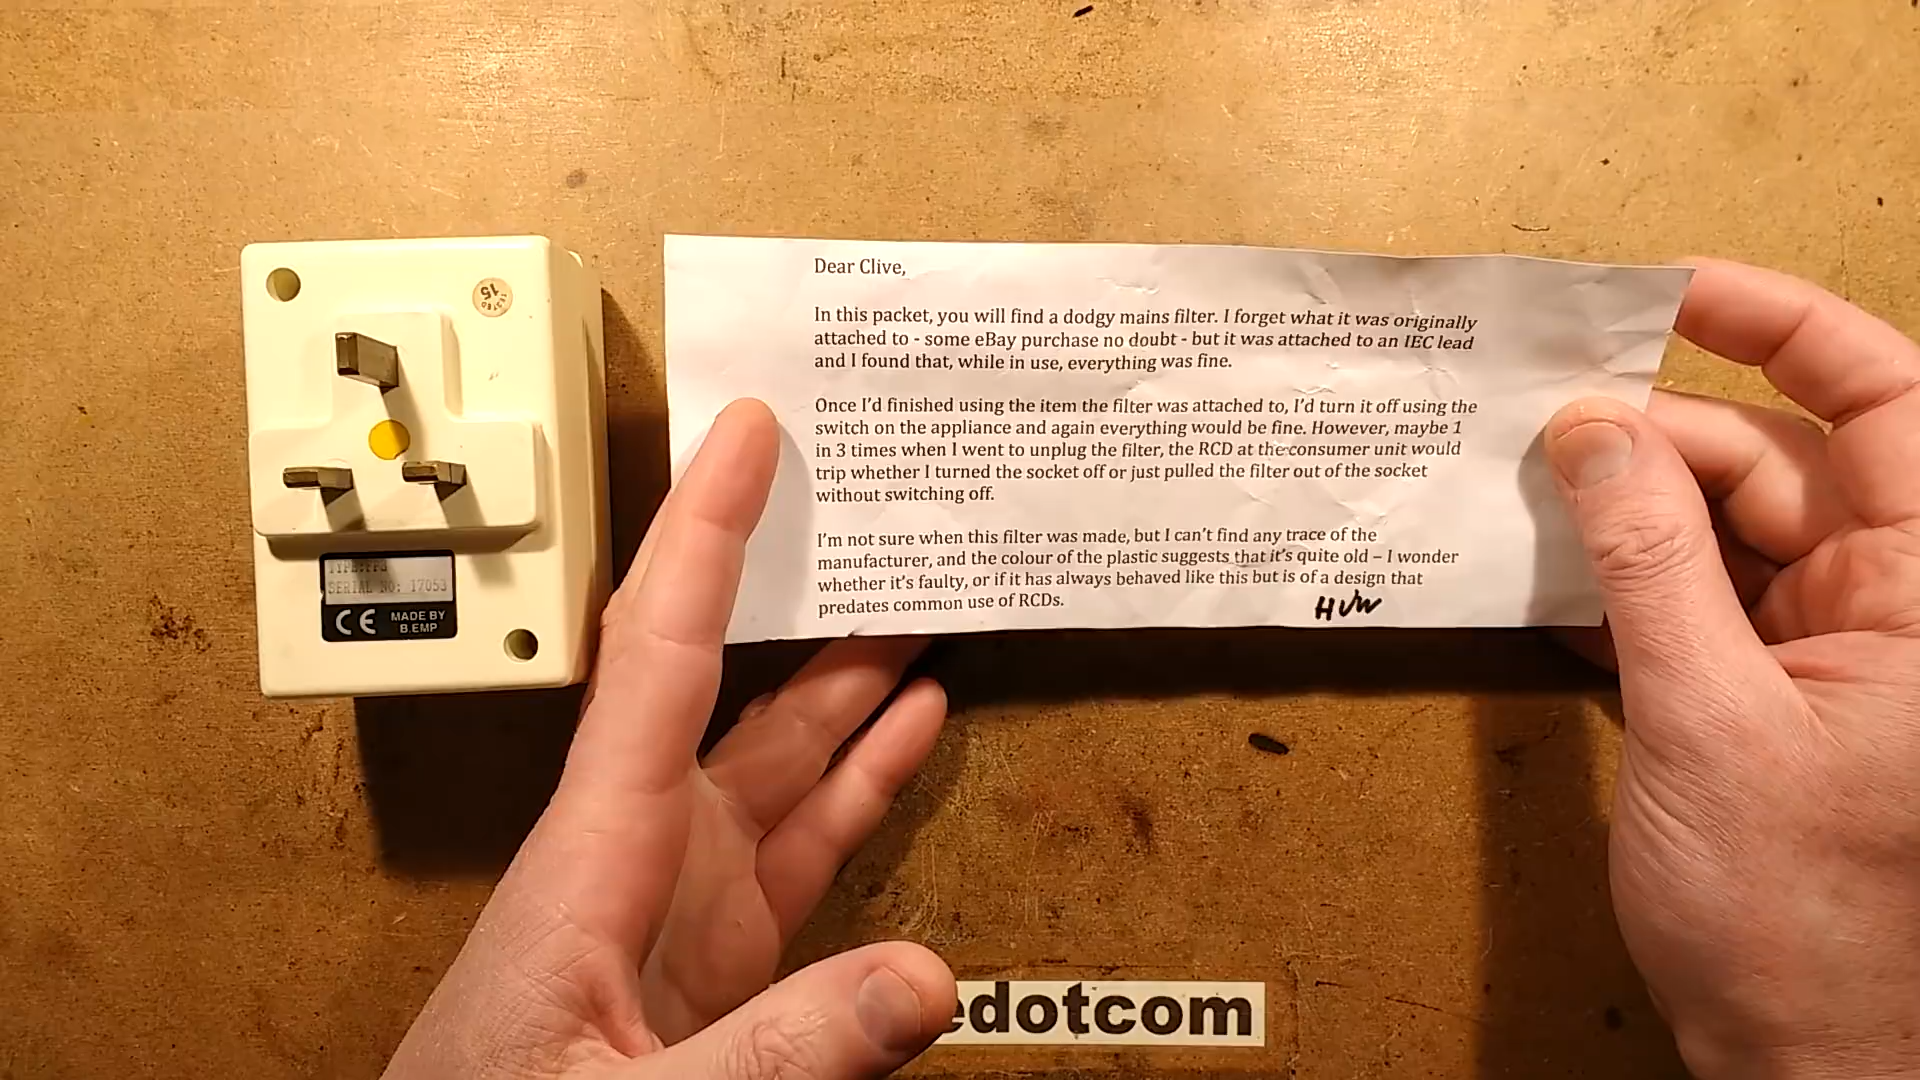 Dear Clive,
In this packet, you will find a dodgy mains filter. I forget what it was originally
attached to - some eBay purchase no doubt - but it was attached to an IEC lead
and I found that, while in use, everything was fine.
Once I'd finished using the item the filter was attached to, I'd turn it off using the
switch on the appliance and again everything would be fine. However, maybe 1
in 3 times when I went to unplug the filter, the RCD at the consumer unit would
trip whether I turned the socket off or just pulled the filter out of the socket
without switching off.
I'm not sure when this filter was made, but I can't find any trace of the
manufacturer, and the colour of the plastic suggests that it's quite old – I wonder
whether it's faulty, or if it has always behaved like this but is of a design that
predates common use of RCDs.
HUW
15
SERIAL NO: 17053
CE MADE BY
B.EMP
edotcom